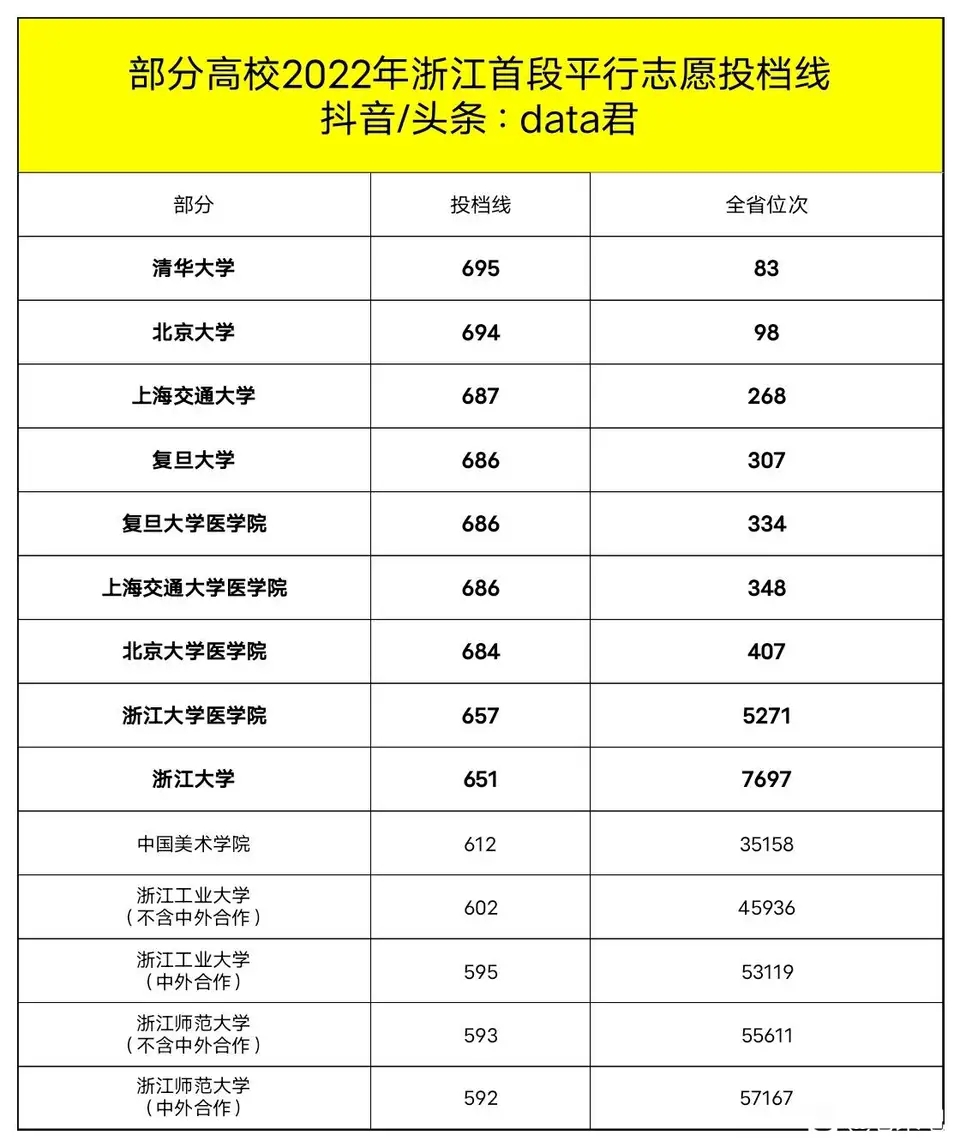 部分高校2022年浙江首段平行志愿投档线
抖音/头条：data君
部分 投档线 全省位次
清华大学 695 83
北京大学 694 98
上海交通大学 687 268
复旦大学 686 307
复旦大学医学院 686 334
上海交通大学医学院 686 348
北京大学医学院 684 407
浙江大学医学院 657 5271
浙江大学 651 7697
中国美术学院 612 35158
浙江工业大学
（不含中外合作） 602 45936
浙江工业大学
（中外合作） 595 53119
浙江师范大学
（不含中外合作） 593 55611
浙江师范大学
（中外合作） 592 57167